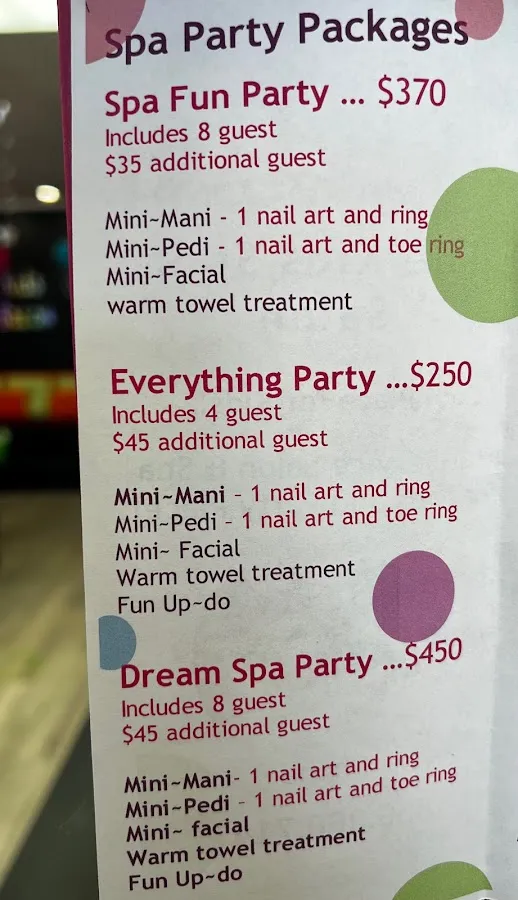 Spa Party Packages
Spa Fun Party ... $370
Includes 8 guest
$35 additional guest
Mini~Mani - 1 nail art and ring
Mini~Pedi - 1 nail art and toe ring
Mini~Facial
warm towel treatment
Everything Party ...$250
Includes 4 guest
$45 additional guest
Mini~Mani - 1 nail art and ring
Mini~Pedi - 1 nail art and toe ring
Mini~ Facial
Warm towel treatment
Fun Up~do
Dream Spa Party ...$450
Includes 8 guest
$45 additional guest
Mini~Mani- 1 nail art and ring
Mini~Pedi - 1 nail art and toe ring
Mini~ facial
Warm towel treatment
Fun Up~do